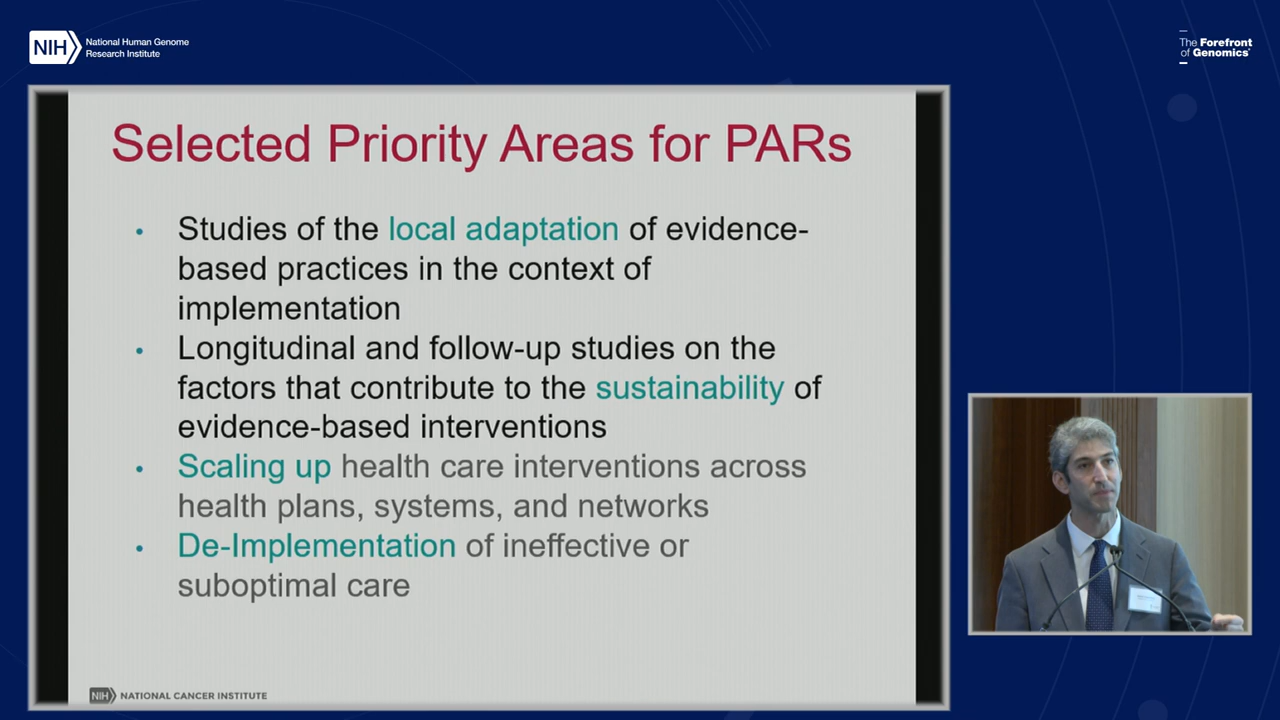 NIH
National Human Genome
Research Institute
The Forefront
of Genomics
Selected Priority Areas for PARs
• Studies of the local adaptation of evidence-
based practices in the context of
implementation
• Longitudinal and follow-up studies on the
factors that contribute to the sustainability of
evidence-based interventions
• Scaling up health care interventions across
health plans, systems, and networks
• De-Implementation of ineffective or
suboptimal care
NIH NATIONAL CANCER INSTITUTE